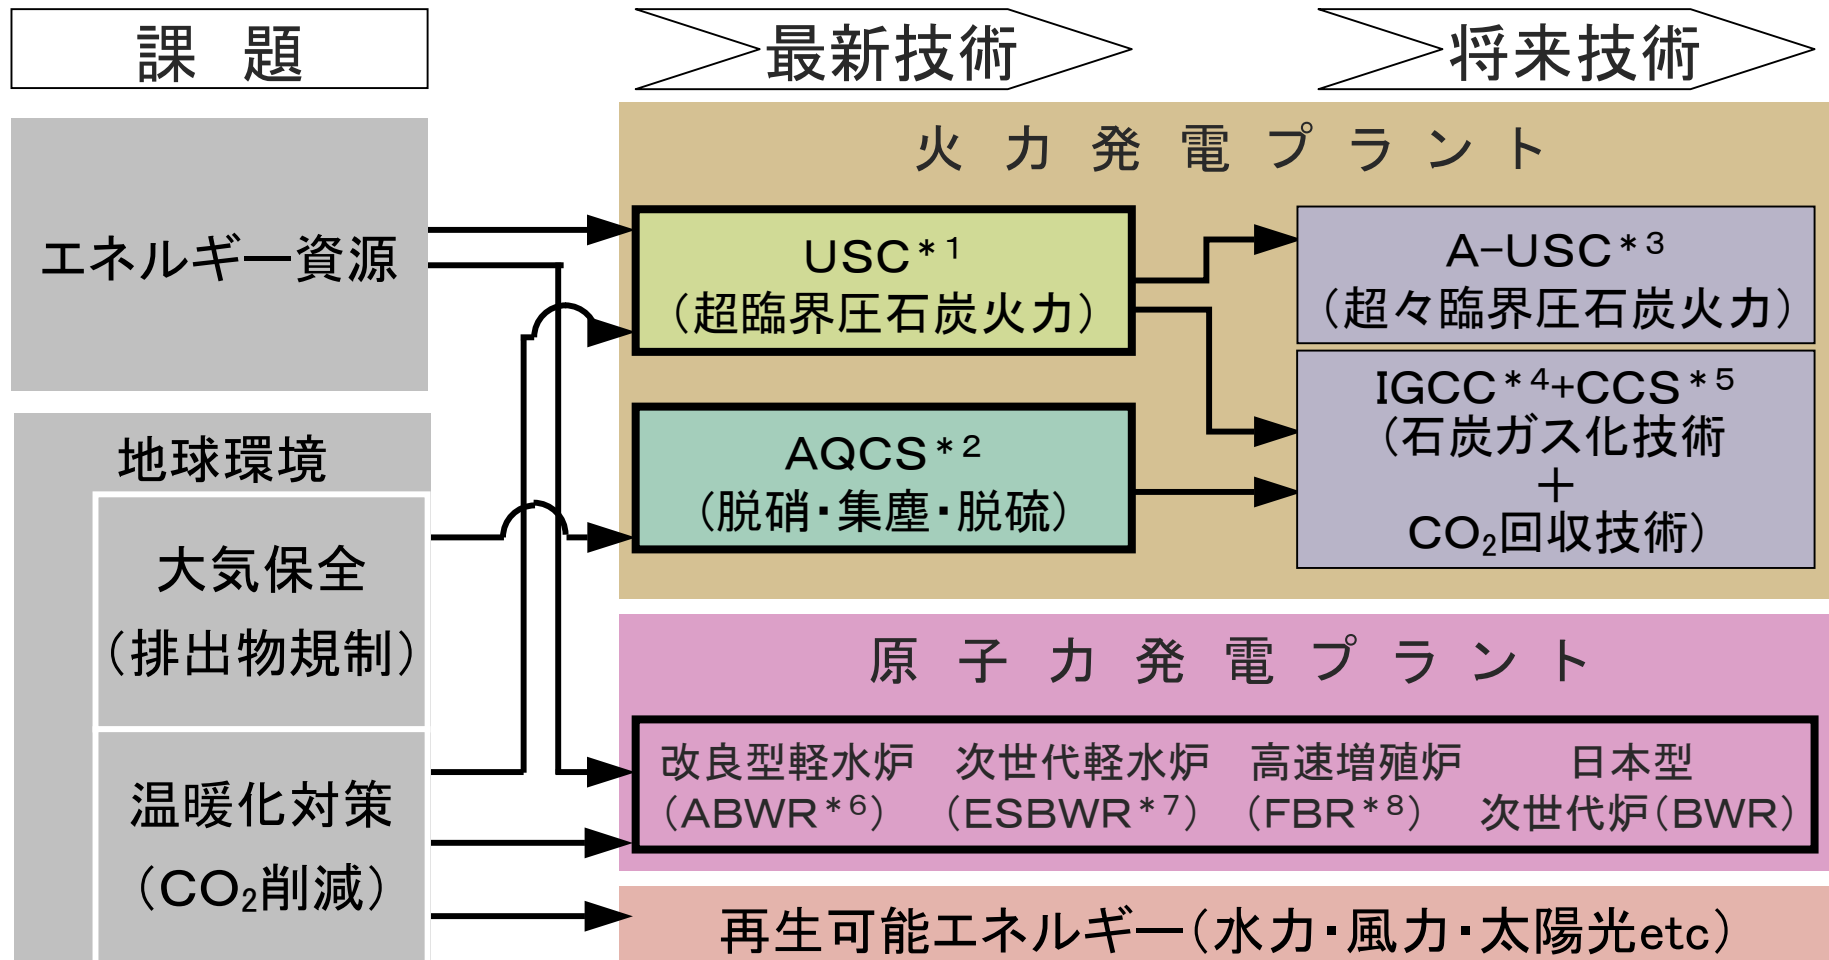 課題
最新技術
将来技術
エネルギー資源
地球環境
大気保全
（排出物規制）
温暖化対策
（CO₂削減）
火力発電プラント
USC*1
（超臨界圧石炭火力）
AQCS*2
（脱硝・集塵・脱硫）
A-USC*3
（超々臨界圧石炭火力）
IGCC*4+CCS*5
（石炭ガス化技術
＋
CO₂回収技術）
原子力発電プラント
改良型軽水炉
（ABWR*6）
次世代軽水炉
（ESBWR*7）
高速増殖炉
（FBR*8）
日本型
次世代炉（BWR）
再生可能エネルギー（水力・風力・太陽光etc）